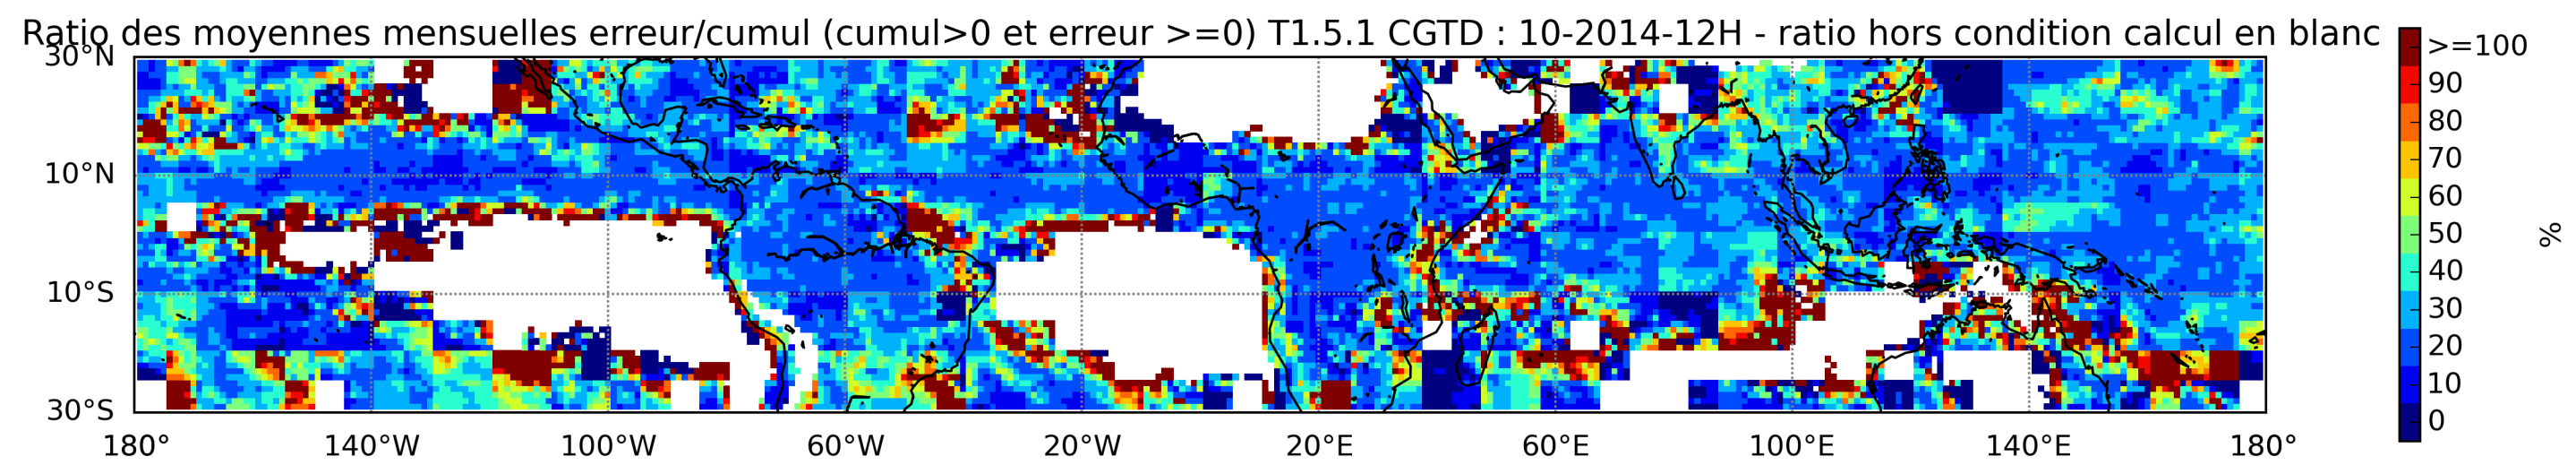 Ratio des moyennes mensuelles erreur/cumul (cumul>0 et erreur >=0) T1.5.1 CGTD : 10-2014-12H - ratio hors condition calcul en blanc
30°N
10°N
10°S
30°S
180°
140°W
100°W
60°W
20°W
20°E
60°E
100°E
140°E
180°
>=100
90
80
70
60
50
40
30
20
10
0
%